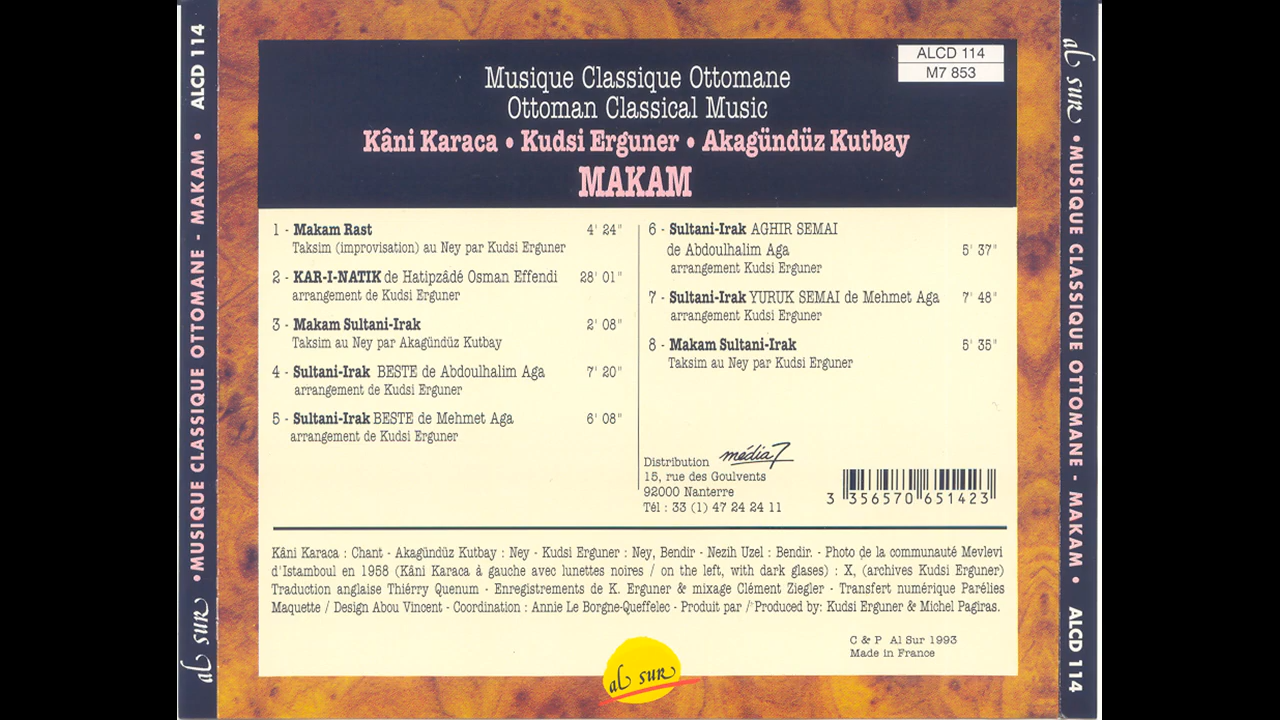 ALCD 114
M7 853
Musique Classique Ottomane
Ottoman Classical Music
Kâni Karaca • Kudsi Erguner • Akagündüz Kutbay
MAKAM
1 - Makam Rast 4' 24"
Taksim (improvisation) au Ney par Kudsi Erguner
2 - KAR-I-NATIK de Hatipzâdé Osman Effendi 28' 01"
arrangement de Kudsi Erguner
3 - Makam Sultani-Irak 2' 08"
Taksim au Ney par Akagündüz Kutbay
4 - Sultani-Irak BESTE de Abdoulhalim Aga 7' 20"
arrangement de Kudsi Erguner
5 - Sultani-Irak BESTE de Mehmet Aga 6' 08"
arrangement de Kudsi Erguner
6 - Sultani-Irak AGHIR SEMAI
de Abdoulhalim Aga 5' 37"
arrangement Kudsi Erguner
7 - Sultani-Irak YURUK SEMAI de Mehmet Aga 7' 48"
arrangement Kudsi Erguner
8 - Makam Sultani-Irak 5' 35"
Taksim au Ney par Kudsi Erguner
Distribution média 7
15, rue des Goulvents
92000 Nanterre
Tél : 33 (1) 47 24 24 11
3 356570 651423
Kâni Karaca : Chant - Akagündüz Kutbay : Ney - Kudsi Erguner : Ney, Bendir - Nezih Uzel : Bendir. - Photo de la communauté Mevlevi
d'Istamboul en 1958 (Kâni Karaca à gauche avec lunettes noires / on the left, with dark glases) : X, (archives Kudsi Erguner)
Traduction anglaise Thiérry Quenum - Enregistrements de K. Erguner & mixage Clément Ziegler - Transfert numérique Parélies
Maquette / Design Abou Vincent - Coordination : Annie Le Borgne-Queffelec - Produit par / Produced by: Kudsi Erguner & Michel Pagiras.
C & P Al Sur 1993
Made in France
al sur
al sur • MUSIQUE CLASSIQUE OTTOMANE - MAKAM • ALCD 114
al sur • MUSIQUE CLASSIQUE OTTOMANE - MAKAM • ALCD 114